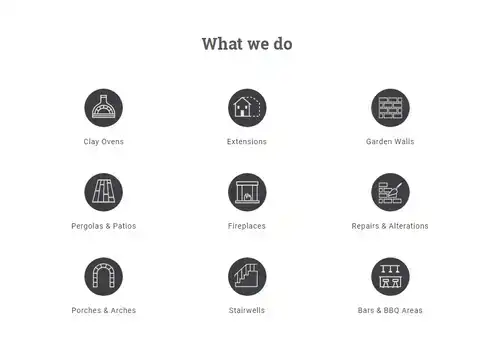 What we do
Clay Ovens
Extensions
Garden Walls
Pergolas & Patios
Fireplaces
Repairs & Alterations
Porches & Arches
Stairwells
Bars & BBQ Areas